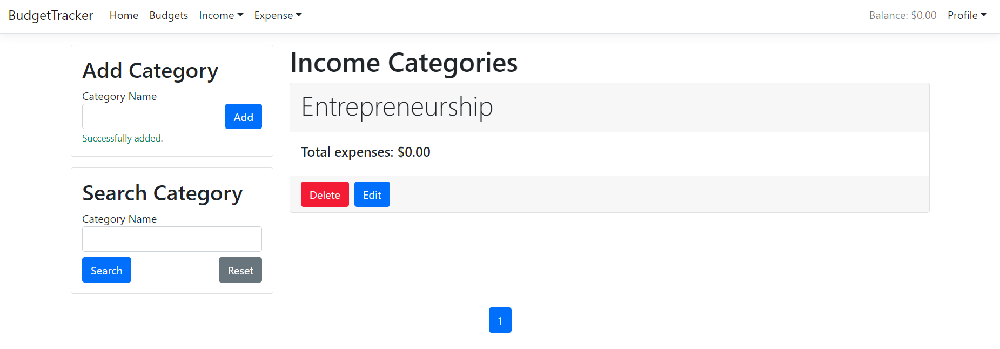 BudgetTracker Home Budgets Income Expense Balance: $0.00 Profile
Add Category
Category Name
Add
Successfully added.
Search Category
Category Name
Search Reset
Income Categories
Entrepreneurship
Total expenses: $0.00
Delete Edit
1